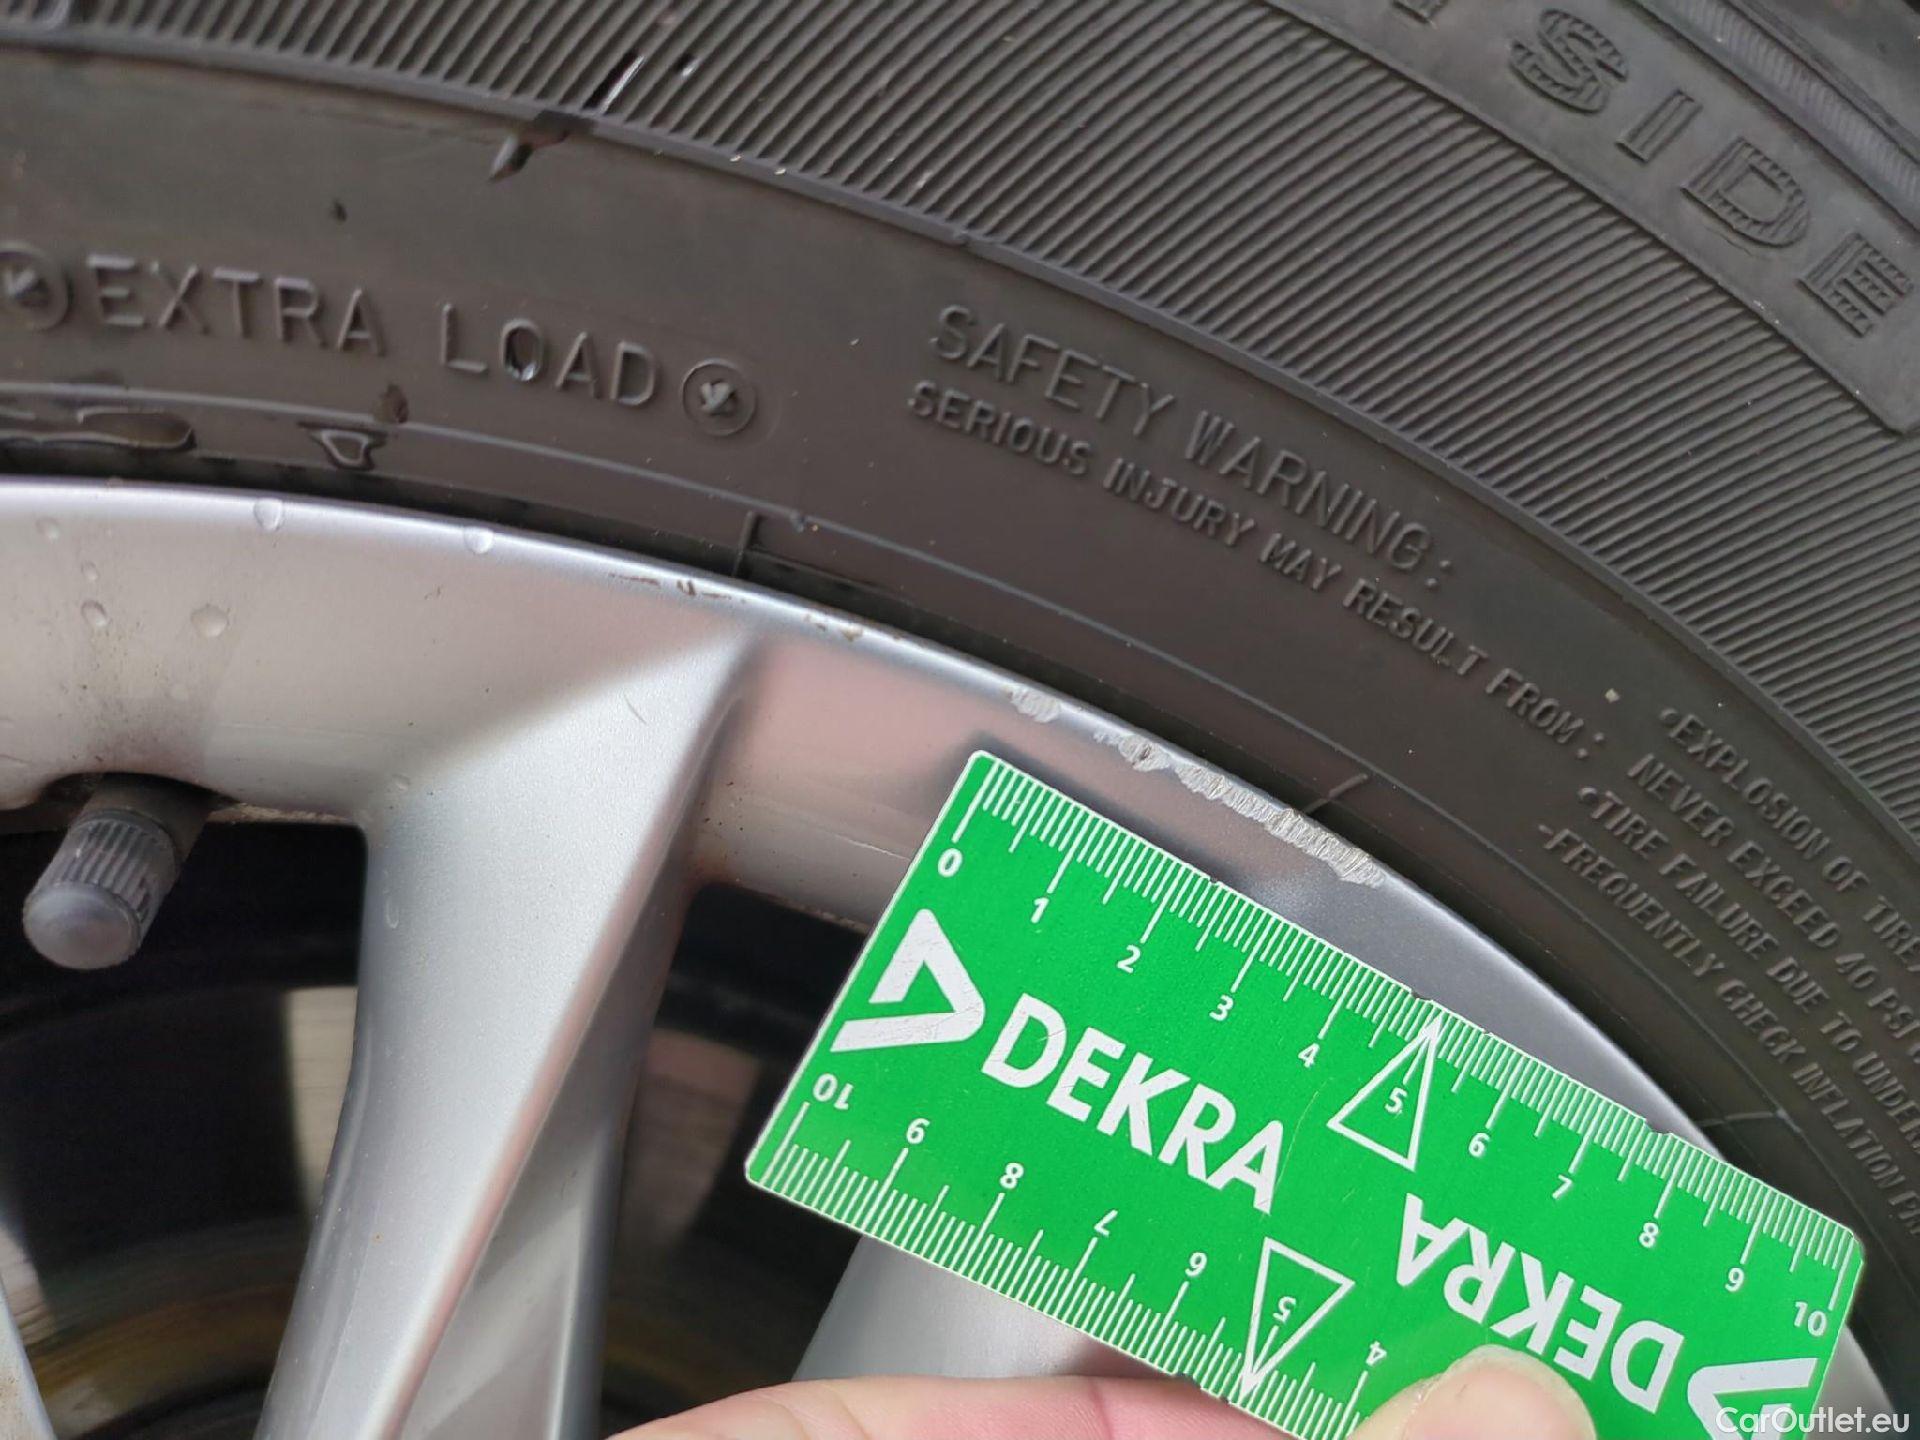 SIDE
EXTRA LOAD
SAFETY WARNING:
SERIOUS INJURY MAY RESULT FROM:
•EXPLOSION OF TIRE
NEVER EXCEED 40 PSI
•TIRE FAILURE DUE TO
-FREQUENTLY CHECK INFLATION
0 1 2 3 4 5 6 7 8 9 10
DEKRA
DEKRA
10 9 8 7 6 5 4
CarOutlet.eu